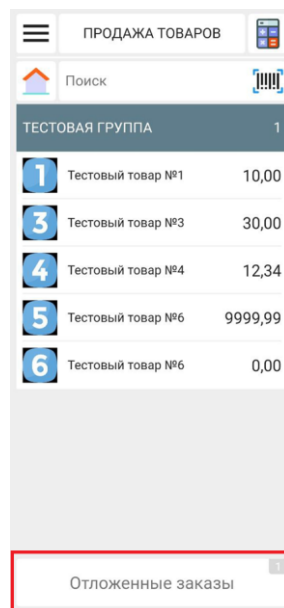 ПРОДАЖА ТОВАРОВ
Поиск
ТЕСТОВАЯ ГРУППА 1
1 Тестовый товар №1 10,00
3 Тестовый товар №3 30,00
4 Тестовый товар №4 12,34
5 Тестовый товар №6 9999,99
6 Тестовый товар №6 0,00
1
Отложенные заказы